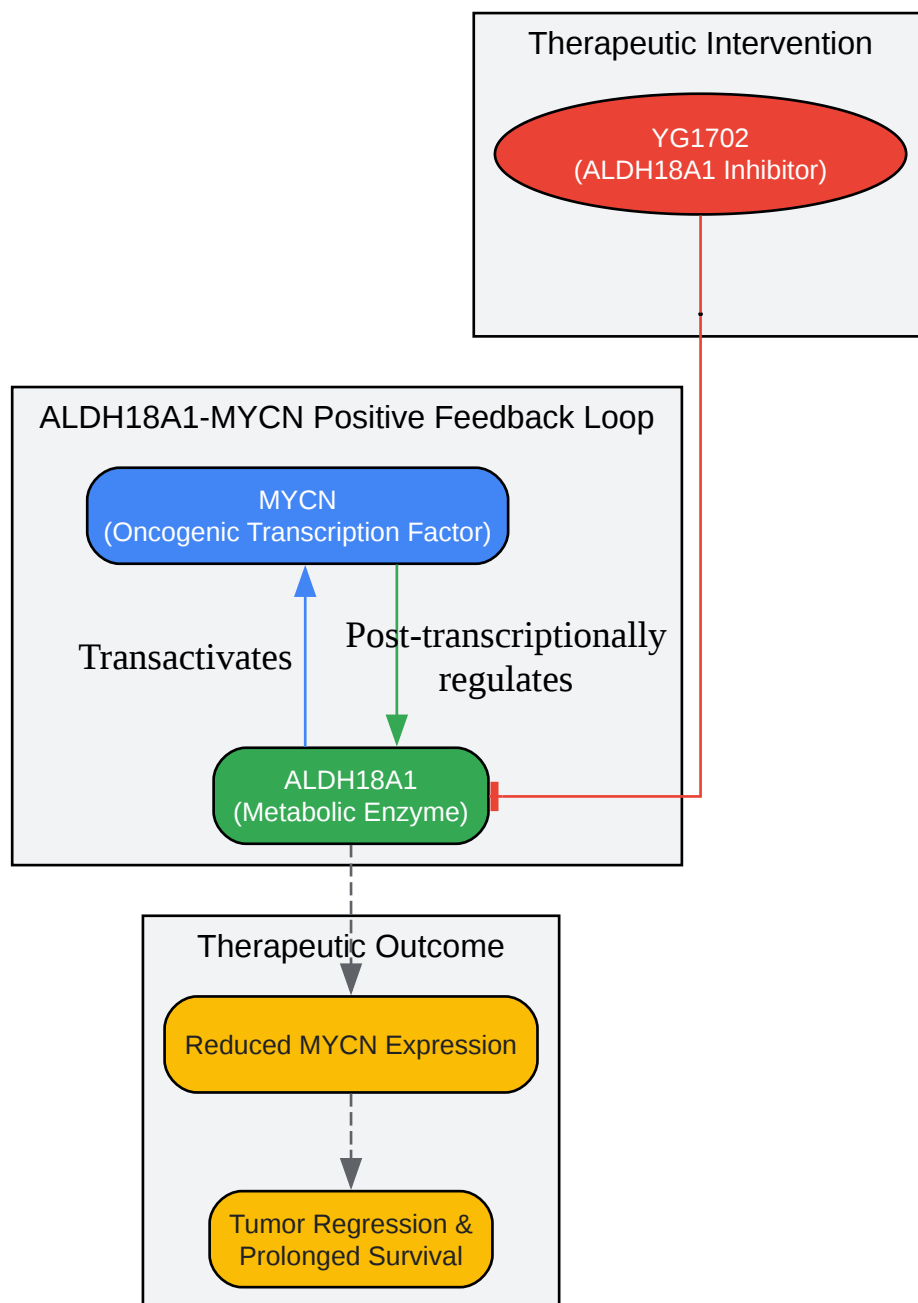 Therapeutic Intervention
YG1702
(ALDH18A1 Inhibitor)
ALDH18A1-MYCN Positive Feedback Loop
MYCN
(Oncogenic Transcription Factor)
Transactivates
Post-transcriptionally
regulates
ALDH18A1
(Metabolic Enzyme)
Therapeutic Outcome
Reduced MYCN Expression
Tumor Regression &
Prolonged Survival